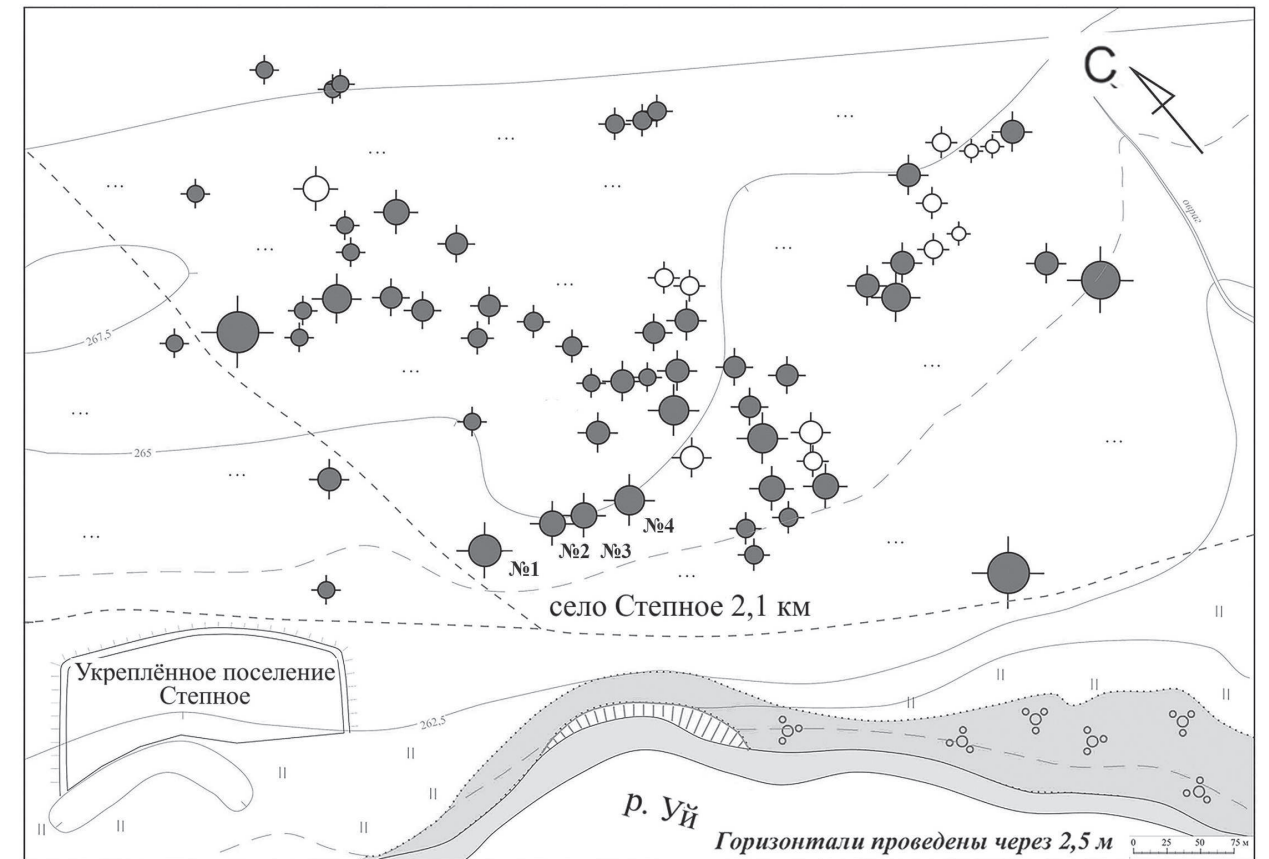 С
овраг
267,5
265
№4
№2 №3
№1
село Степное 2,1 км
Укреплённое поселение
Степное
262,5
р. Уй
Горизонтали проведены через 2,5 м
0 25 50 75 м